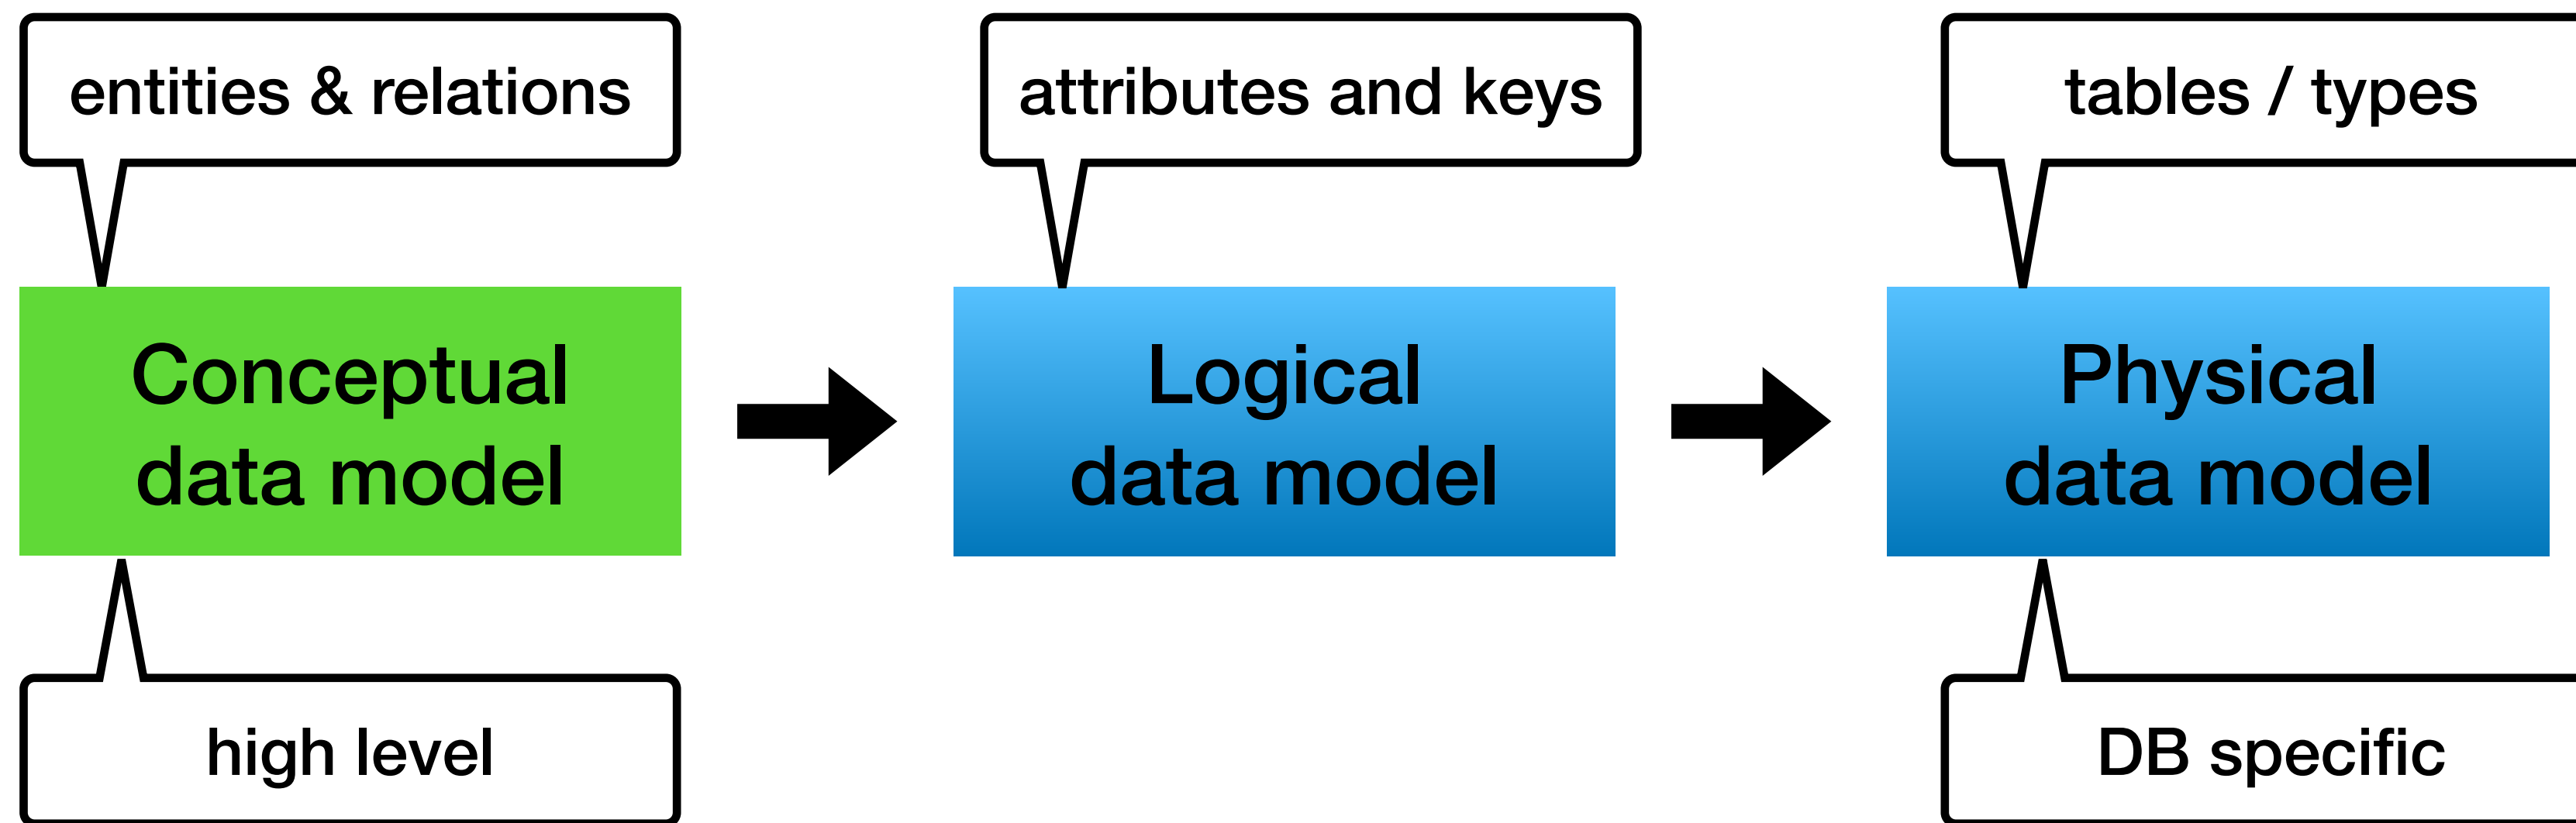 entities & relations
attributes and keys
tables / types
Conceptual
data model
Logical
data model
Physical
data model
high level
DB specific